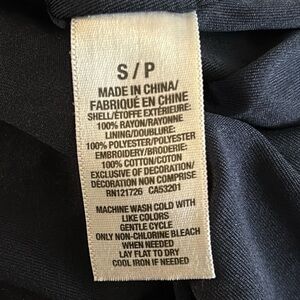 S / P
MADE IN CHINA/
FABRIQUÉ EN CHINE
SHELL/ÉTOFFE EXTÉRIEURE:
100% RAYON/RAYONNE
LINING/DOUBLURE:
100% POLYESTER/POLYESTER
EMBROIDERY/BRODERIE:
100% COTTON/COTON
EXCLUSIVE OF DECORATION/
DÉCORATION NON COMPRISE
RN121726 CA53201
MACHINE WASH COLD WITH
LIKE COLORS
GENTLE CYCLE
ONLY NON-CHLORINE BLEACH
WHEN NEEDED
LAY FLAT TO DRY
COOL IRON IF NEEDED